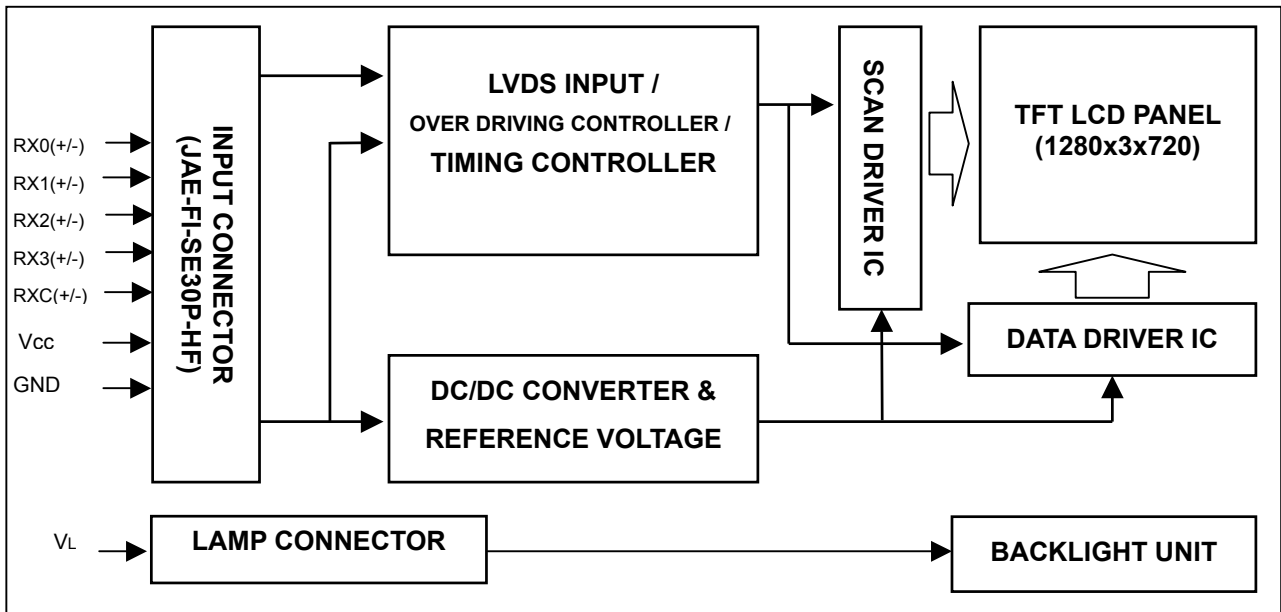 RX0(+/-)
RX1(+/-)
RX2(+/-)
RX3(+/-)
RXC(+/-)
Vcc
GND
INPUT CONNECTOR
(JAE-FI-SE30P-HF)
LVDS INPUT /
OVER DRIVING CONTROLLER /
TIMING CONTROLLER
DC/DC CONVERTER &
REFERENCE VOLTAGE
SCAN DRIVER IC
TFT LCD PANEL
(1280x3x720)
DATA DRIVER IC
VL
LAMP CONNECTOR
BACKLIGHT UNIT